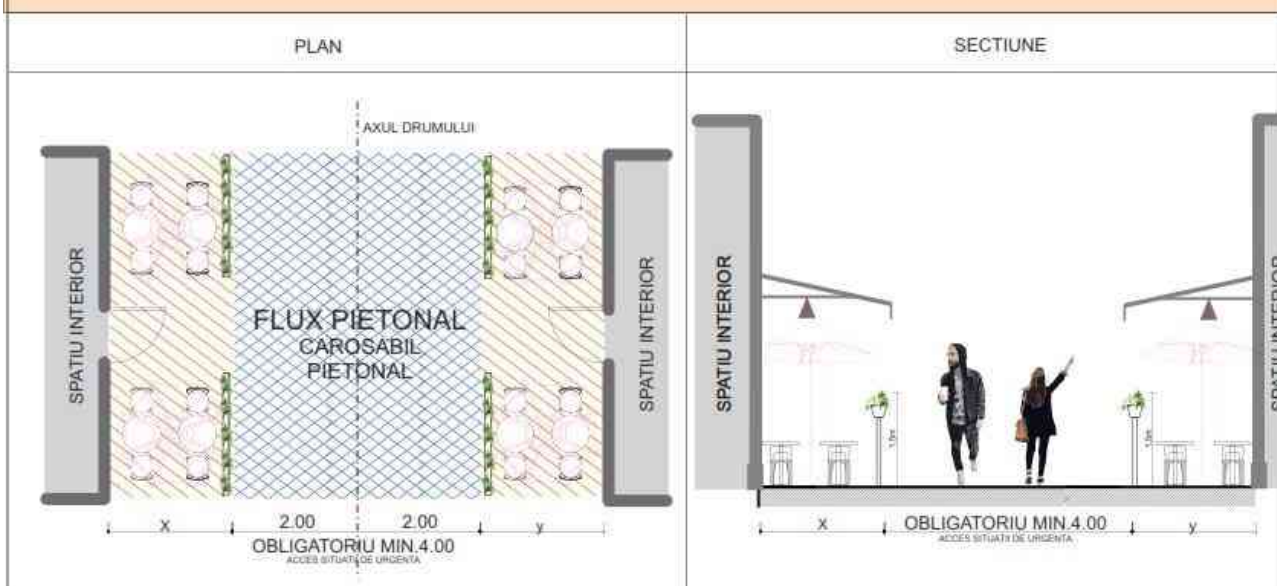 PLAN
SECTIUNE
AXUL DRUMULUI
SPATIU INTERIOR
FLUX PIETONAL
CAROSABIL
PIETONAL
SPATIU INTERIOR
X
2.00
2.00
y
OBLIGATORIU MIN.4.00
ACCES SITUATII DE URGENTA
SPATIU INTERIOR
1,5m
1,5m
SPATIU INTERIOR
X
OBLIGATORIU MIN.4.00
y
ACCES SITUATII DE URGENTA